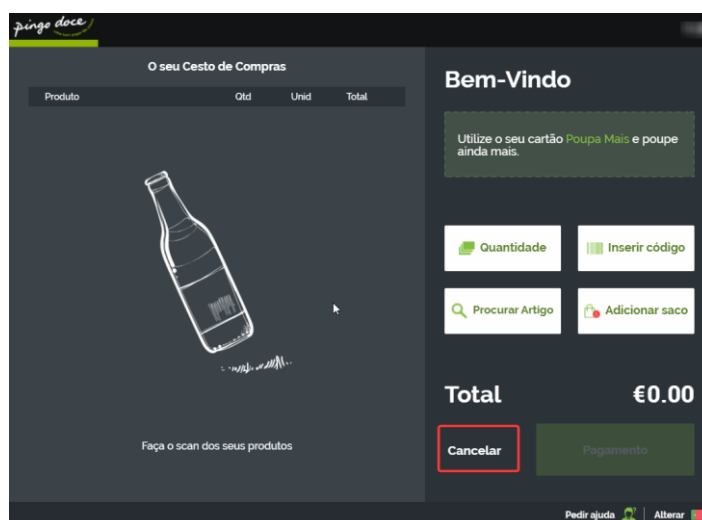 pingo doce
O seu Cesto de Compras
Produto Qtd Unid Total
Faça o scan dos seus produtos
Bem-Vindo
Utilize o seu cartão Poupa Mais e poupe
ainda mais.
Quantidade
Inserir código
Procurar Artigo
Adicionar saco
Total €0.00
Cancelar
Pagamento
Pedir ajuda | Alterar